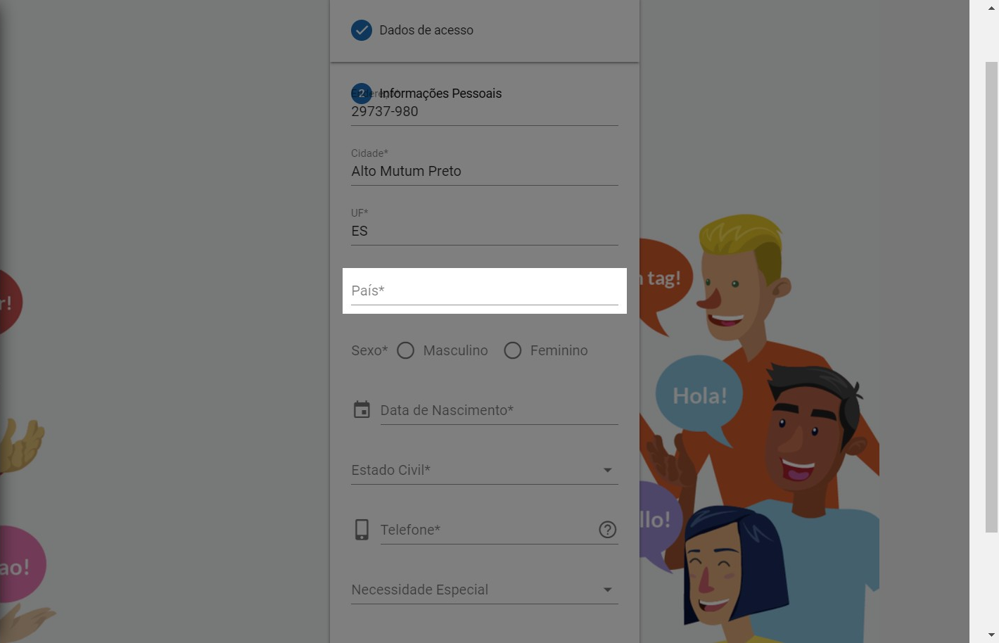 Dados de acesso
2 Informações Pessoais
29737-980
Cidade*
Alto Mutum Preto
UF*
ES
País*
Sexo* Masculino Feminino
Data de Nascimento*
Estado Civil*
Telefone*
Necessidade Especial
tag!
r!
Hola!
llo!
ao!